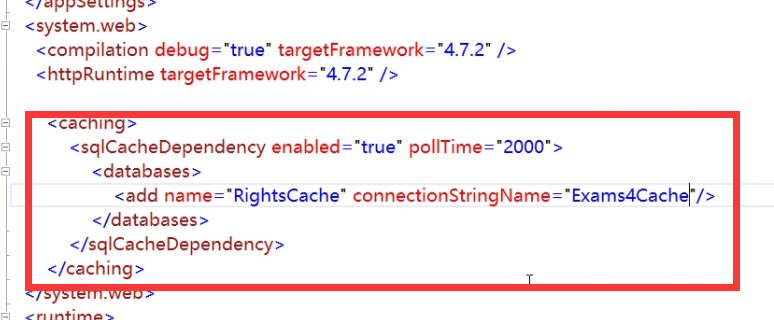 </appSettings>
<system.web>
<compilation debug="true" targetFramework="4.7.2" />
<httpRuntime targetFramework="4.7.2" />
<caching>
<sqlCacheDependency enabled="true" pollTime="2000">
<databases>
<add name="RightsCache" connectionStringName="Exams4Cache"/>
</databases>
</sqlCacheDependency>
</caching>
</system.web>
<runtime>